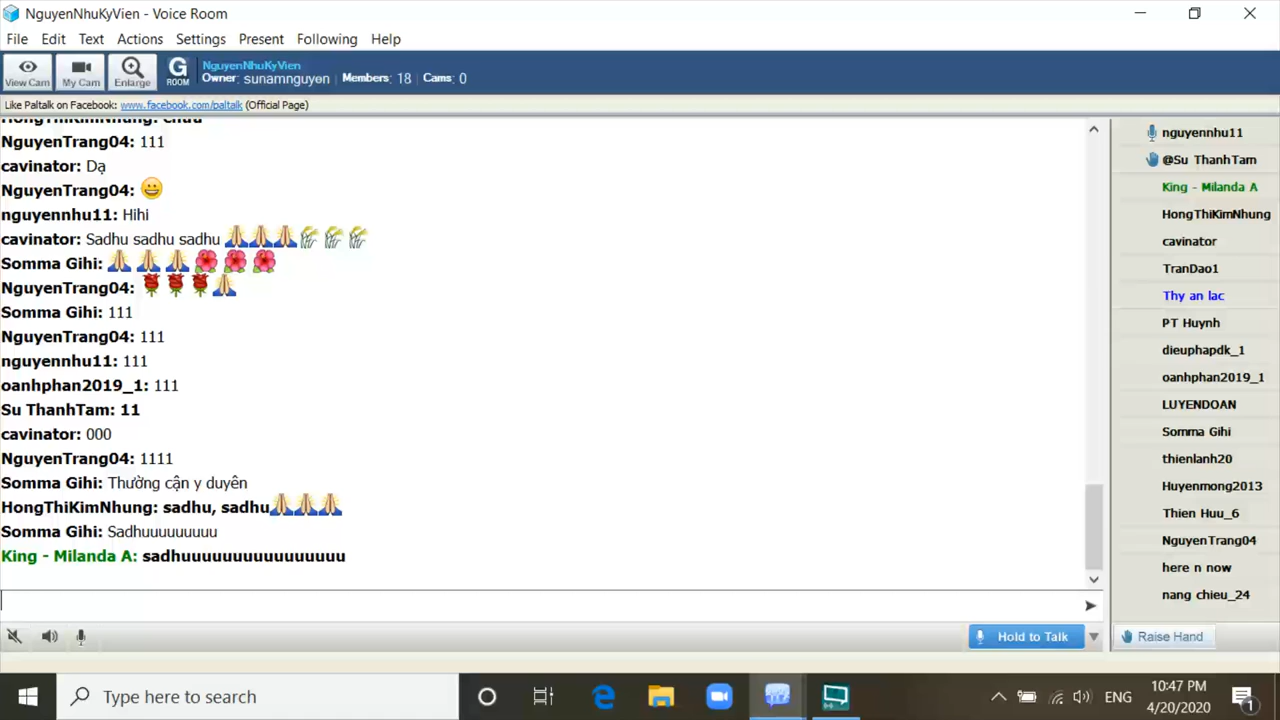 NguyenNhuKyVien - Voice Room
File Edit Text Actions Settings Present Following Help
View Cam My Cam Enlarge G ROOM NguyenNhuKyVien
Owner: sunamnguyen Members: 18 Cams: 0
Like Paltalk on Facebook: www.facebook.com/paltalk (Official Page)
HongThiKimNhung: chưa
NguyenTrang04: 111
cavinator: Dạ
NguyenTrang04: 😀
nguyennhu11: Hihi
cavinator: Sadhu sadhu sadhu 🙏🙏🙏🌾🌾🌾
Somma Gihi: 🙏🙏🙏🌺🌺🌺
NguyenTrang04: 🌹🌹🌹🙏
Somma Gihi: 111
NguyenTrang04: 111
nguyennhu11: 111
oanhphan2019_1: 111
Su ThanhTam: 11
cavinator: 000
NguyenTrang04: 1111
Somma Gihi: Thường cận y duyên
HongThiKimNhung: sadhu, sadhu🙏🙏🙏
Somma Gihi: Sadhuuuuuuuuu
King - Milanda A: sadhuuuuuuuuuuuuuuuu
nguyennhu11
@Su ThanhTam
King - Milanda A
HongThiKimNhung
cavinator
TranDao1
Thy an lac
PT Huynh
dieuphapdk_1
oanhphan2019_1
LUYENDOAN
Somma Gihi
thienlanh20
Huyenmong2013
Thien Huu_6
NguyenTrang04
here n now
nang chieu_24
Hold to Talk
Raise Hand
Type here to search
ENG
10:47 PM
4/20/2020
1